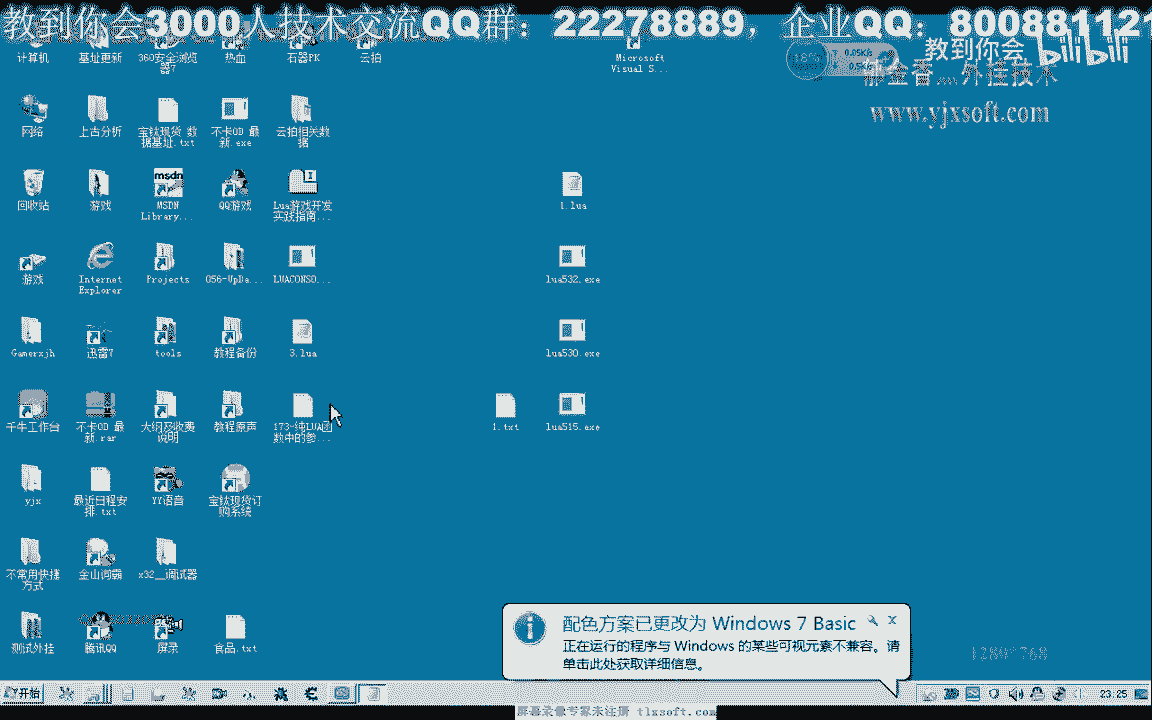 教到你会3000人技术交流QQ群：22278889，企业QQ：800881121
教到你会
bilibili
郁金香灬外挂技术
www.yjxsoft.com
0.05K/s
计算机
基址更新
360安全浏览器7
热血
石器PK
云拍
Microsoft Visual S...
网络
上古分析
宝钛现货 数据基址.txt
不卡OD 最新.exe
云拍相关数据
回收站
游戏
MSDN Library...
QQ游戏
Lua游戏开发实践指南...
1.lua
游戏
Internet Explorer
Projects
056-UpDa...
LUACONSO...
lua532.exe
Gamerxjh
迅雷7
tools
教程备份
3.lua
lua530.exe
千牛工作台
不卡OD 最新.rar
大纲及收费说明
教程原声
173-纯LUA函数中的参...
1.txt
lua515.exe
yjx
最近日程安排.txt
YY语音
宝钛现货订购系统
不常用快捷方式
金山词霸
x32__调试器
测试外挂
腾讯QQ
屏录
食品.txt
配色方案已更改为 Windows 7 Basic
正在运行的程序与 Windows 的某些可视元素不兼容。请
单击此处获取详细信息。
1280*768
开始
23:25
屏幕录像专家未注册 tlxsoft.com